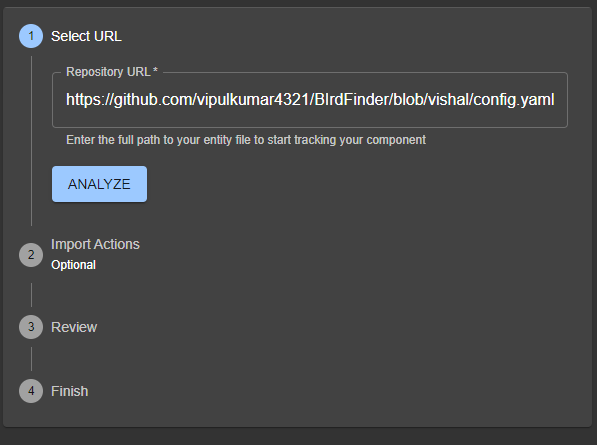 1 Select URL
Repository URL *
https://github.com/vipulkumar4321/BIrdFinder/blob/vishal/config.yaml
Enter the full path to your entity file to start tracking your component
ANALYZE
2 Import Actions
Optional
3 Review
4 Finish